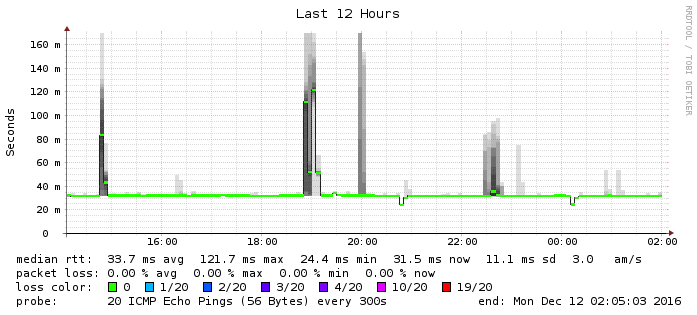 Last 12 Hours
RRDTOOL / TOBI OETIKER
Seconds
160 m
140 m
120 m
100 m
80 m
60 m
40 m
20 m
0
16:00 18:00 20:00 22:00 00:00 02:00
median rtt: 33.7 ms avg 121.7 ms max 24.4 ms min 31.5 ms now 11.1 ms sd 3.0 am/s
packet loss: 0.00 % avg 0.00 % max 0.00 % min 0.00 % now
loss color: 0 1/20 2/20 3/20 4/20 10/20 19/20
probe: 20 ICMP Echo Pings (56 Bytes) every 300s end: Mon Dec 12 02:05:03 2016